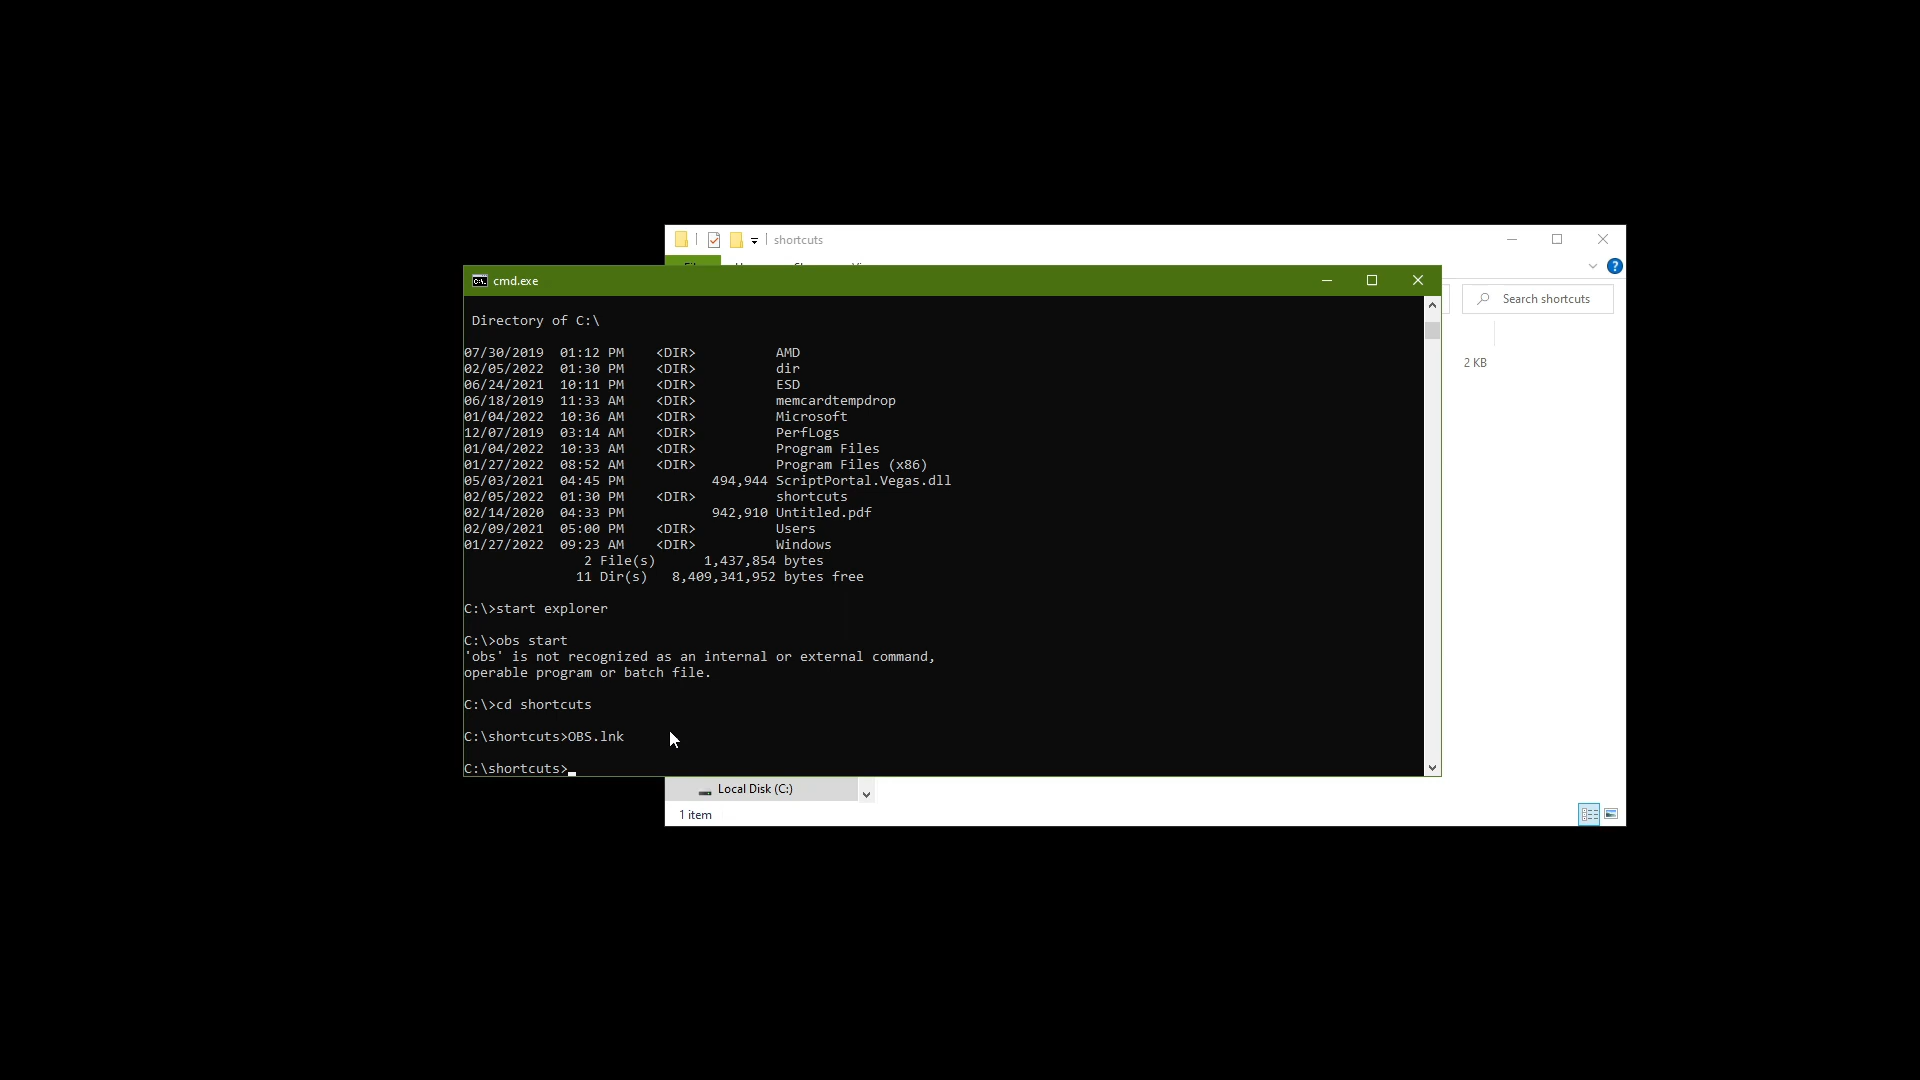 shortcuts
cmd.exe
Search shortcuts
2 KB
Directory of C:\
07/30/2019  01:12 PM    <DIR>          AMD
02/05/2022  01:30 PM    <DIR>          dir
06/24/2021  10:11 PM    <DIR>          ESD
06/18/2019  11:33 AM    <DIR>          memcardtempdrop
01/04/2022  10:36 AM    <DIR>          Microsoft
12/07/2019  03:14 AM    <DIR>          PerfLogs
01/04/2022  10:33 AM    <DIR>          Program Files
01/27/2022  08:52 AM    <DIR>          Program Files (x86)
05/03/2021  04:45 PM           494,944 ScriptPortal.Vegas.dll
02/05/2022  01:30 PM    <DIR>          shortcuts
02/14/2020  04:33 PM           942,910 Untitled.pdf
02/09/2021  05:00 PM    <DIR>          Users
01/27/2022  09:23 AM    <DIR>          Windows
2 File(s)      1,437,854 bytes
11 Dir(s)   8,409,341,952 bytes free
C:\>start explorer
C:\>obs start
'obs' is not recognized as an internal or external command,
operable program or batch file.
C:\>cd shortcuts
C:\shortcuts>OBS.lnk
C:\shortcuts>
Local Disk (C:)
1 item